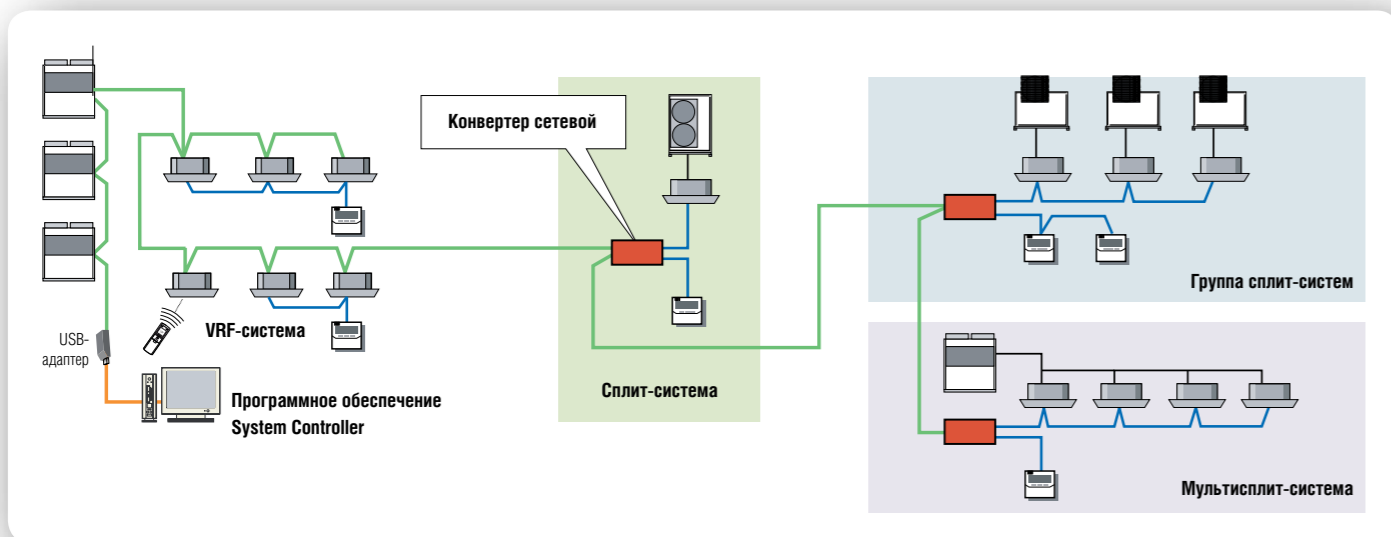 Конвертер сетевой
VRF-система
USB-
адаптер
Программное обеспечение
System Controller
Сплит-система
Группа сплит-систем
Мультисплит-система